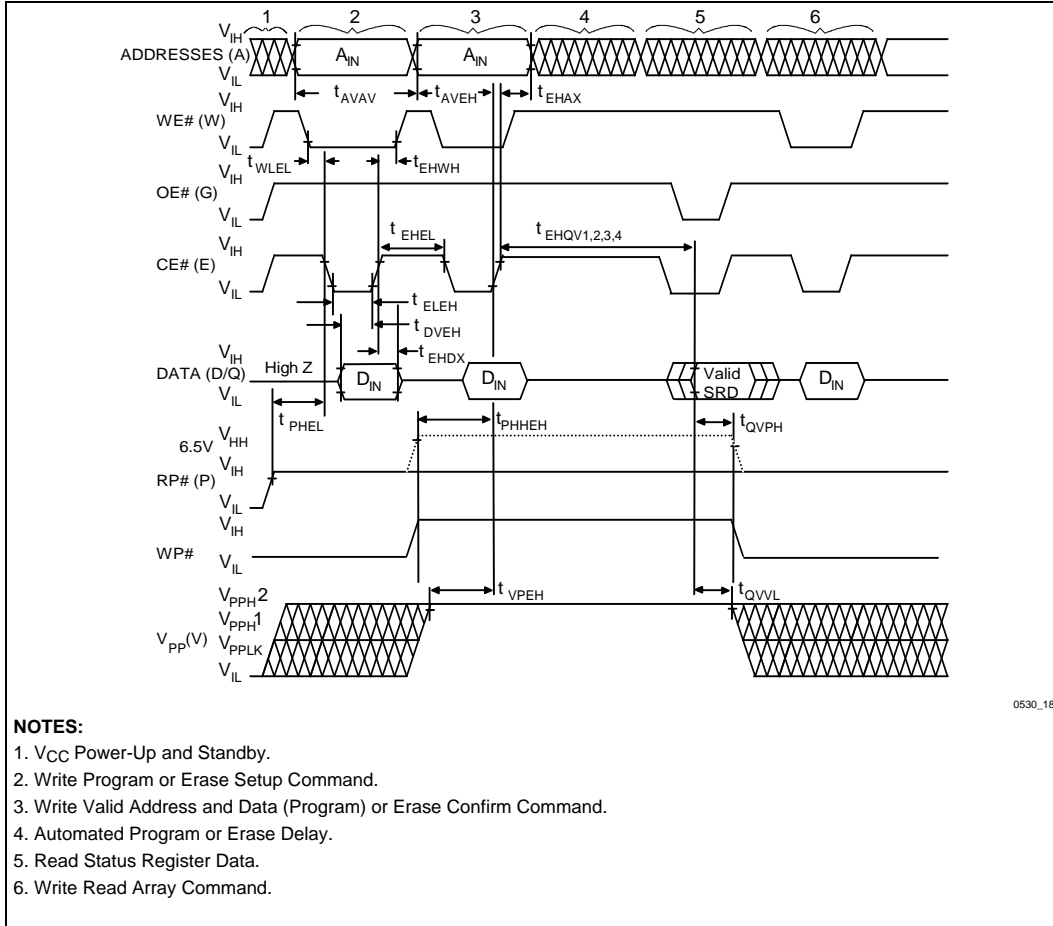 1 2 3 4 5 6
VIH
ADDRESSES (A) AIN AIN
VIL
tAVAV tAVEH tEHAX
VIH
WE# (W)
VIL
tWLEL tEHWH
VIH
OE# (G)
VIL
tEHEL tEHQV1,2,3,4
VIH
CE# (E)
VIL
tELEH
tDVEH
tEHDX
VIH
DATA (D/Q) High Z DIN DIN Valid SRD DIN
VIL
tPHEL tPHHEH tQVPH
6.5V VHH
VIH
RP# (P)
VIL
VIH
WP#
VIL
tVPEH tQVVL
VPPH2
VPPH1
VPP(V) VPPLK
VIL
0530_18
NOTES:
1. VCC Power-Up and Standby.
2. Write Program or Erase Setup Command.
3. Write Valid Address and Data (Program) or Erase Confirm Command.
4. Automated Program or Erase Delay.
5. Read Status Register Data.
6. Write Read Array Command.